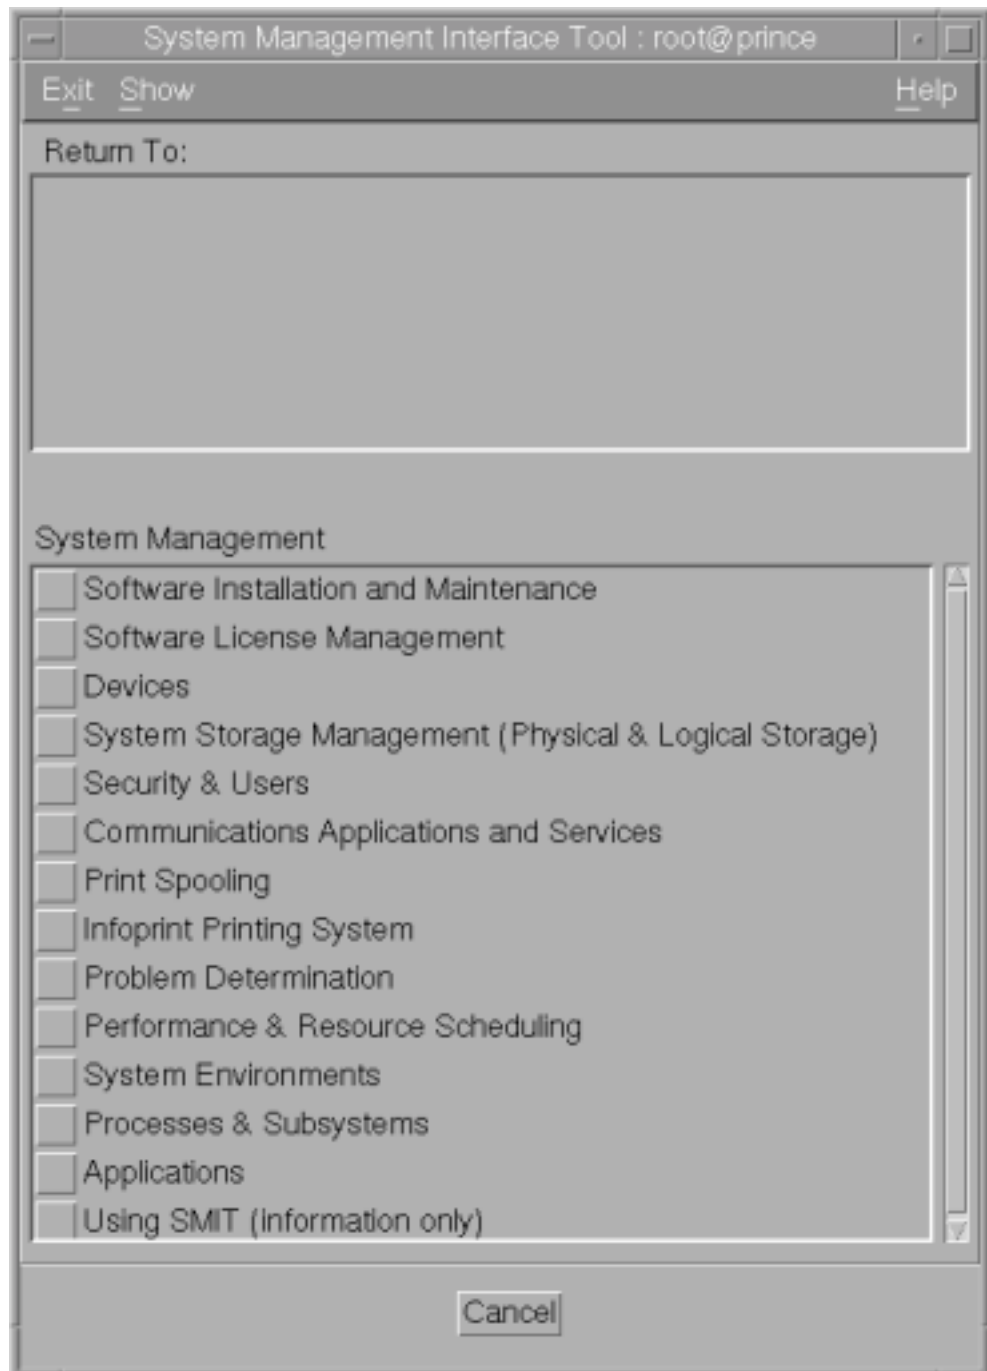 System Management Interface Tool : root@prince
Exit Show Help
Return To:
System Management
Software Installation and Maintenance
Software License Management
Devices
System Storage Management (Physical & Logical Storage)
Security & Users
Communications Applications and Services
Print Spooling
Infoprint Printing System
Problem Determination
Performance & Resource Scheduling
System Environments
Processes & Subsystems
Applications
Using SMIT (information only)
Cancel